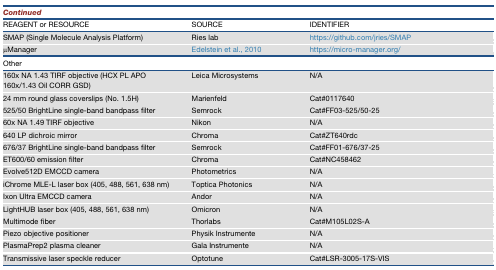 Continued
REAGENT or RESOURCE SOURCE IDENTIFIER
SMAP (Single Molecule Analysis Platform) Ries lab https://github.com/jries/SMAP
μManager Edelstein et al., 2010 https://micro-manager.org/
Other
160x NA 1.43 TIRF objective (HCX PL APO Leica Microsystems N/A
160x/1.43 Oil CORR GSD)
24 mm round glass coverslips (No. 1.5H) Marienfeld Cat#0117640
525/50 BrightLine single-band bandpass filter Semrock Cat#FF03-525/50-25
60x NA 1.49 TIRF objective Nikon N/A
640 LP dichroic mirror Chroma Cat#ZT640rdc
676/37 BrightLine single-band bandpass filter Semrock Cat#FF01-676/37-25
ET600/60 emission filter Chroma Cat#NC458462
Evolve512D EMCCD camera Photometrics N/A
iChrome MLE-L laser box (405, 488, 561, 638 nm) Toptica Photonics N/A
Ixon Ultra EMCCD camera Andor N/A
LightHUB laser box (405, 488, 561, 638 nm) Omicron N/A
Multimode fiber Thorlabs Cat#M105L02S-A
Piezo objective positioner Physik Instrumente N/A
PlasmaPrep2 plasma cleaner Gala Instrumente N/A
Transmissive laser speckle reducer Optotune Cat#LSR-3005-17S-VIS